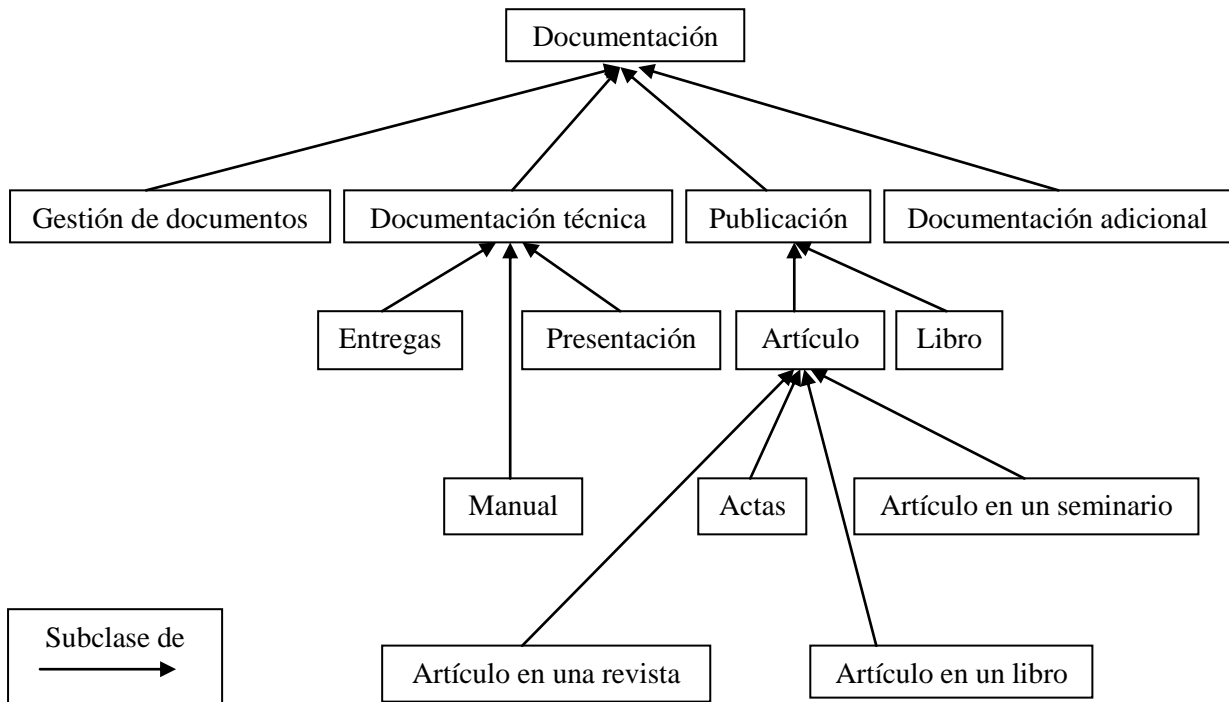 Documentación
Gestión de documentos
Documentación técnica
Publicación
Documentación adicional
Entregas
Presentación
Artículo
Libro
Manual
Actas
Artículo en un seminario
Subclase de
Artículo en una revista
Artículo en un libro